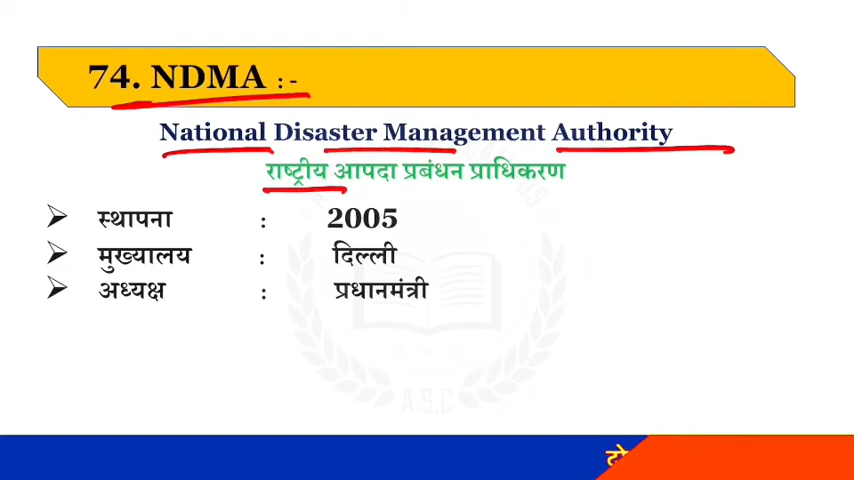 74. NDMA :-
National Disaster Management Authority
राष्ट्रीय आपदा प्रबंधन प्राधिकरण
➢ स्थापना : 2005
➢ मुख्यालय : दिल्ली
➢ अध्यक्ष : प्रधानमंत्री
A.S.C